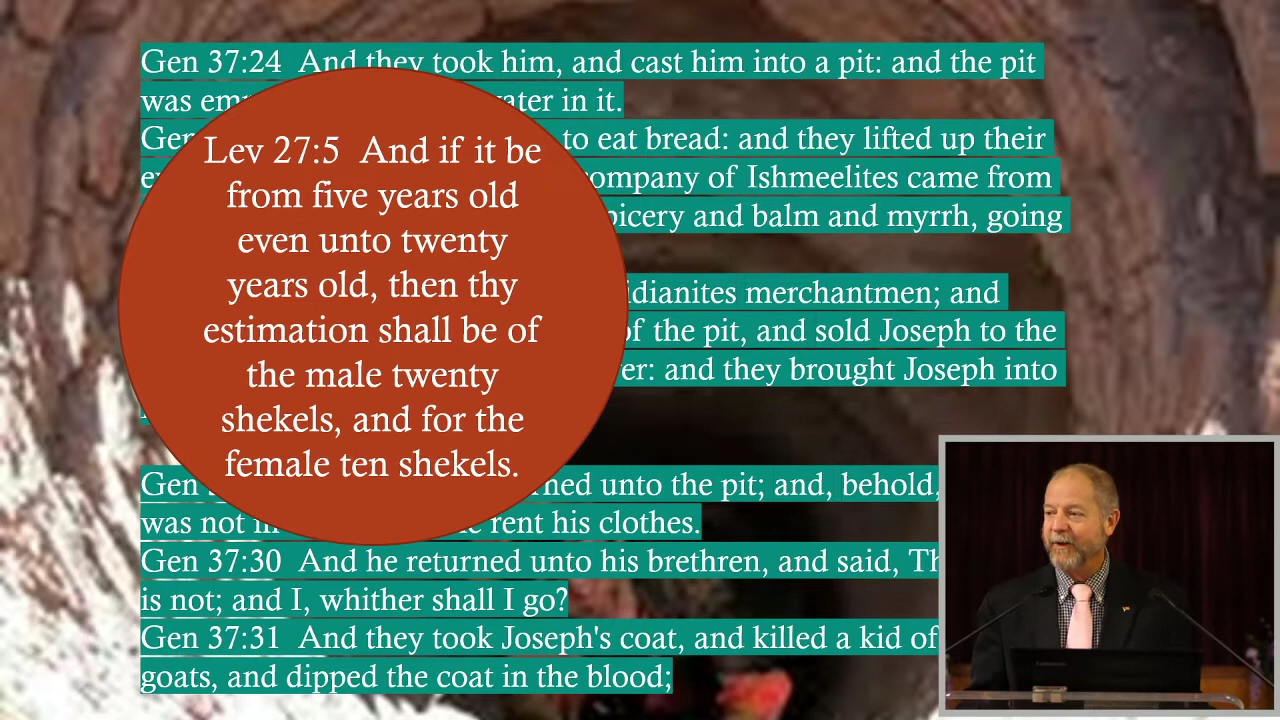 Gen 37:24 And they took him, and cast him into a pit: and the pit
was ater in it.
to eat bread: and they lifted up their
ompany of Ishmeelites came from
picery and balm and myrrh, going
idianites merchantmen; and
of the pit, and sold Joseph to the
er: and they brought Joseph into
Gen rned unto the pit; and, behold,
was not rent his clothes.
Gen 37:30 And he returned unto his brethren, and said, Th
is not; and I, whither shall I go?
Gen 37:31 And they took Joseph's coat, and killed a kid of
goats, and dipped the coat in the blood;
Lev 27:5 And if it be
from five years old
even unto twenty
years old, then thy
estimation shall be of
the male twenty
shekels, and for the
female ten shekels.